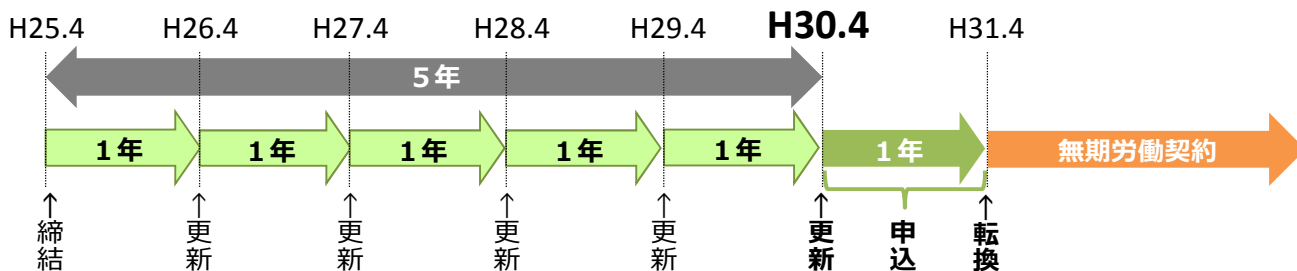 H25.4 H26.4 H27.4 H28.4 H29.4 H30.4 H31.4
5年
1年 1年 1年 1年 1年 1年 無期労働契約
↑締結 ↑更新 ↑更新 ↑更新 ↑更新 ↑更新 申込 ↑転換